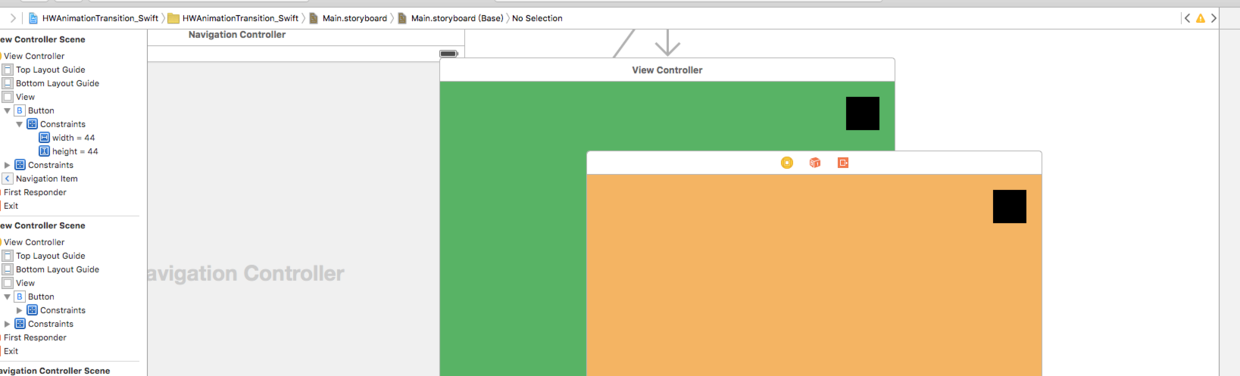 HWAnimationTransition_Swift HWAnimationTransition_Swift Main.storyboard Main.storyboard (Base) No Selection
ew Controller Scene
View Controller
Top Layout Guide
Bottom Layout Guide
View
B Button
Constraints
width = 44
height = 44
Constraints
Navigation Item
First Responder
Exit
ew Controller Scene
View Controller
Top Layout Guide
Bottom Layout Guide
View
B Button
Constraints
Constraints
First Responder
Exit
avigation Controller Scene
Navigation Controller
avigation Controller
View Controller